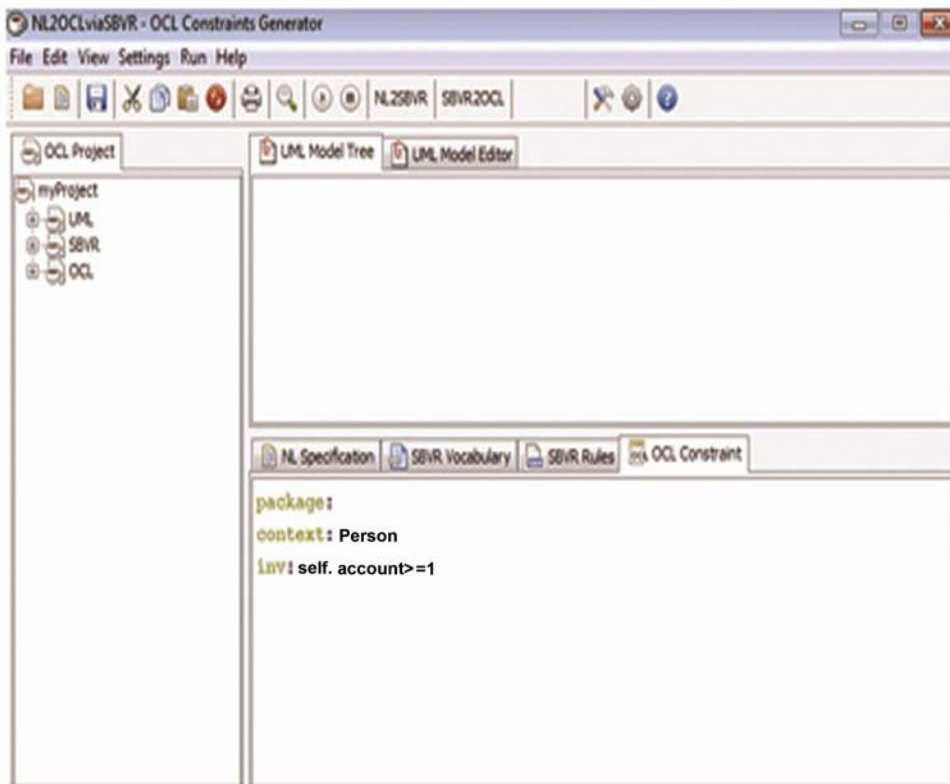 NL2OCLviaSBVR - OCL Constraints Generator
File Edit View Settings Run Help
NL2SBVR SBVR2OCL
OCL Project
UML Model Tree UML Model Editor
myProject
UML
SBVR
OCL
NL Specification SBVR Vocabulary SBVR Rules OCL Constraint
package:
context: Person
inv: self. account>=1